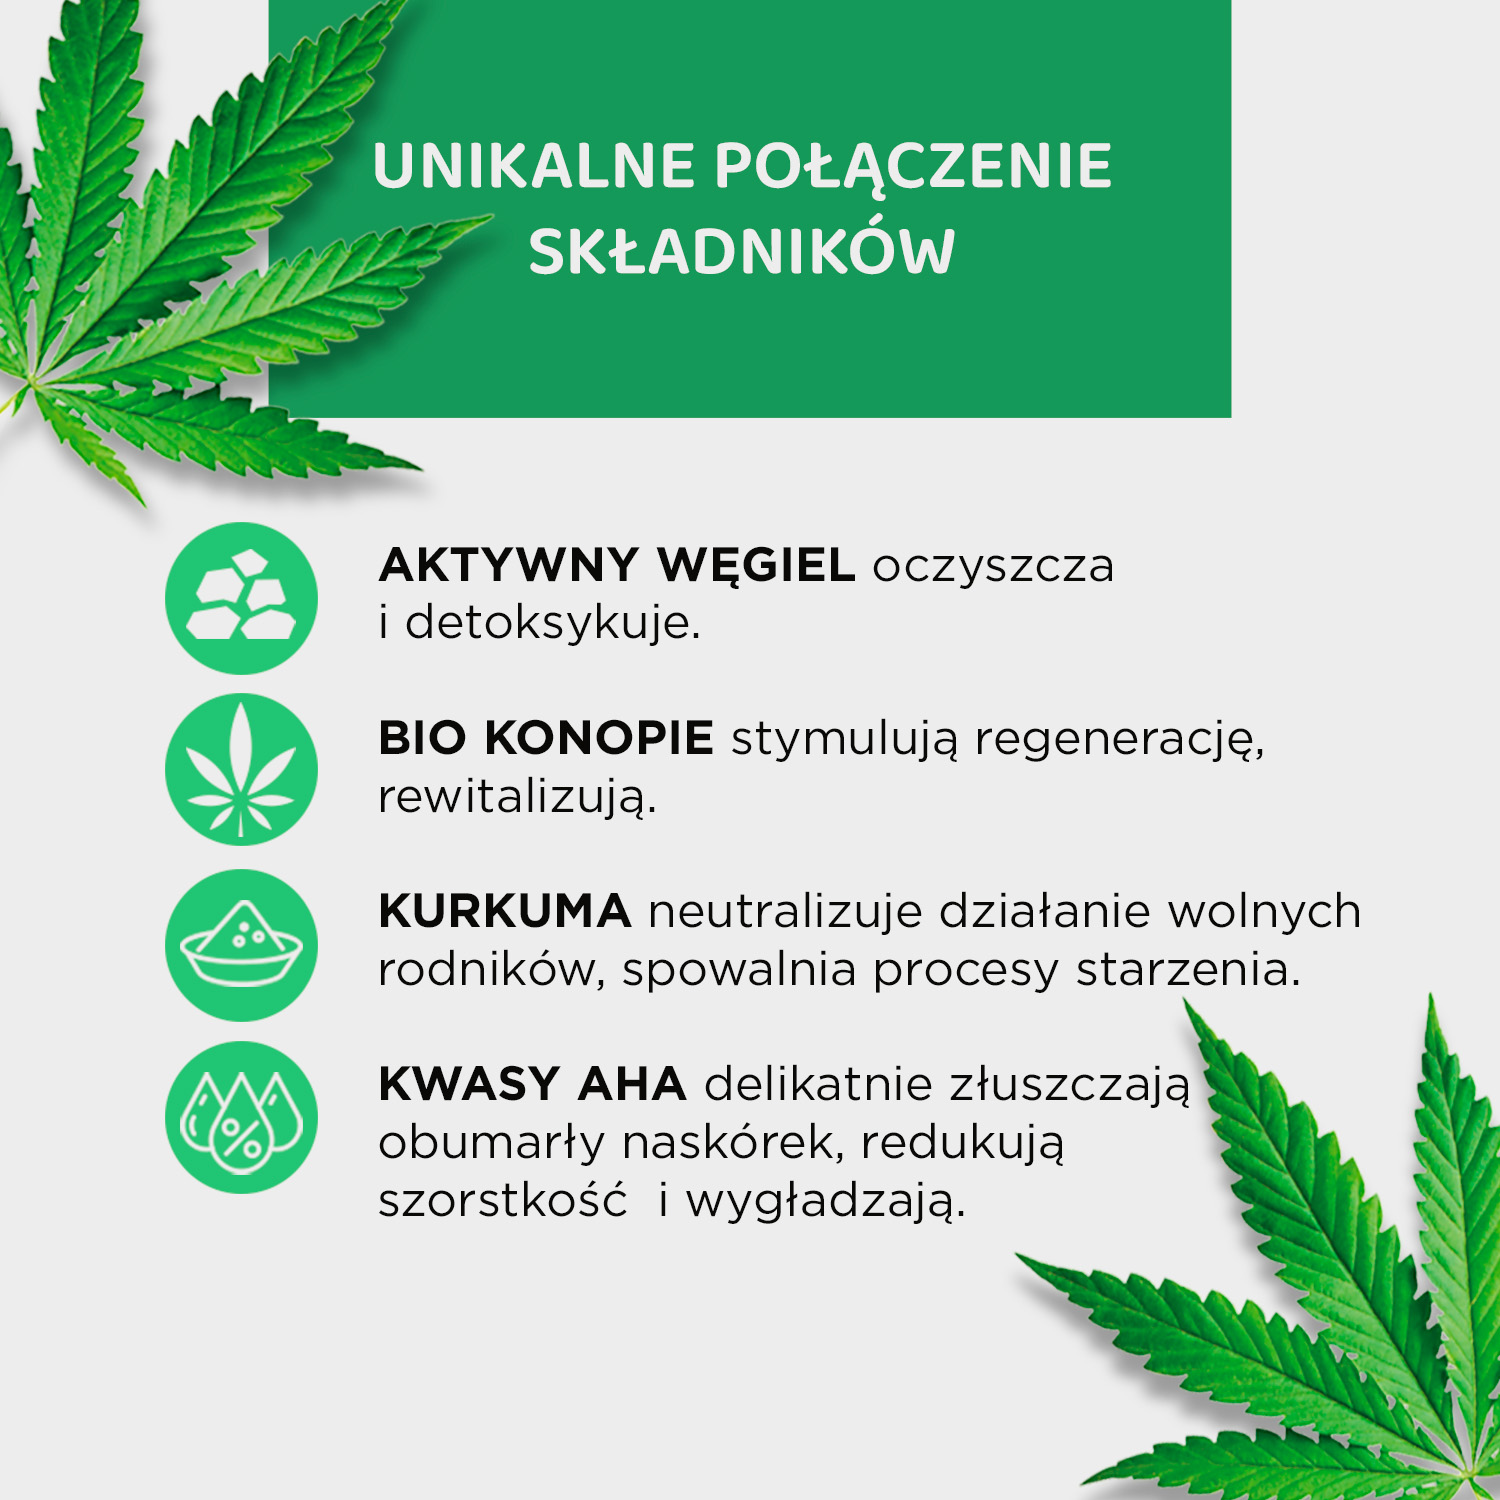 UNIKALNE POŁĄCZENIE
SKŁADNIKÓW
AKTYWNY WĘGIEL oczyszcza
i detoksykuje.
BIO KONOPIE stymulują regenerację,
rewitalizują.
KURKUMA neutralizuje działanie wolnych
rodników, spowalnia procesy starzenia.
KWASY AHA delikatnie złuszczają
obumarły naskórek, redukują
szorstkość  i wygładzają.